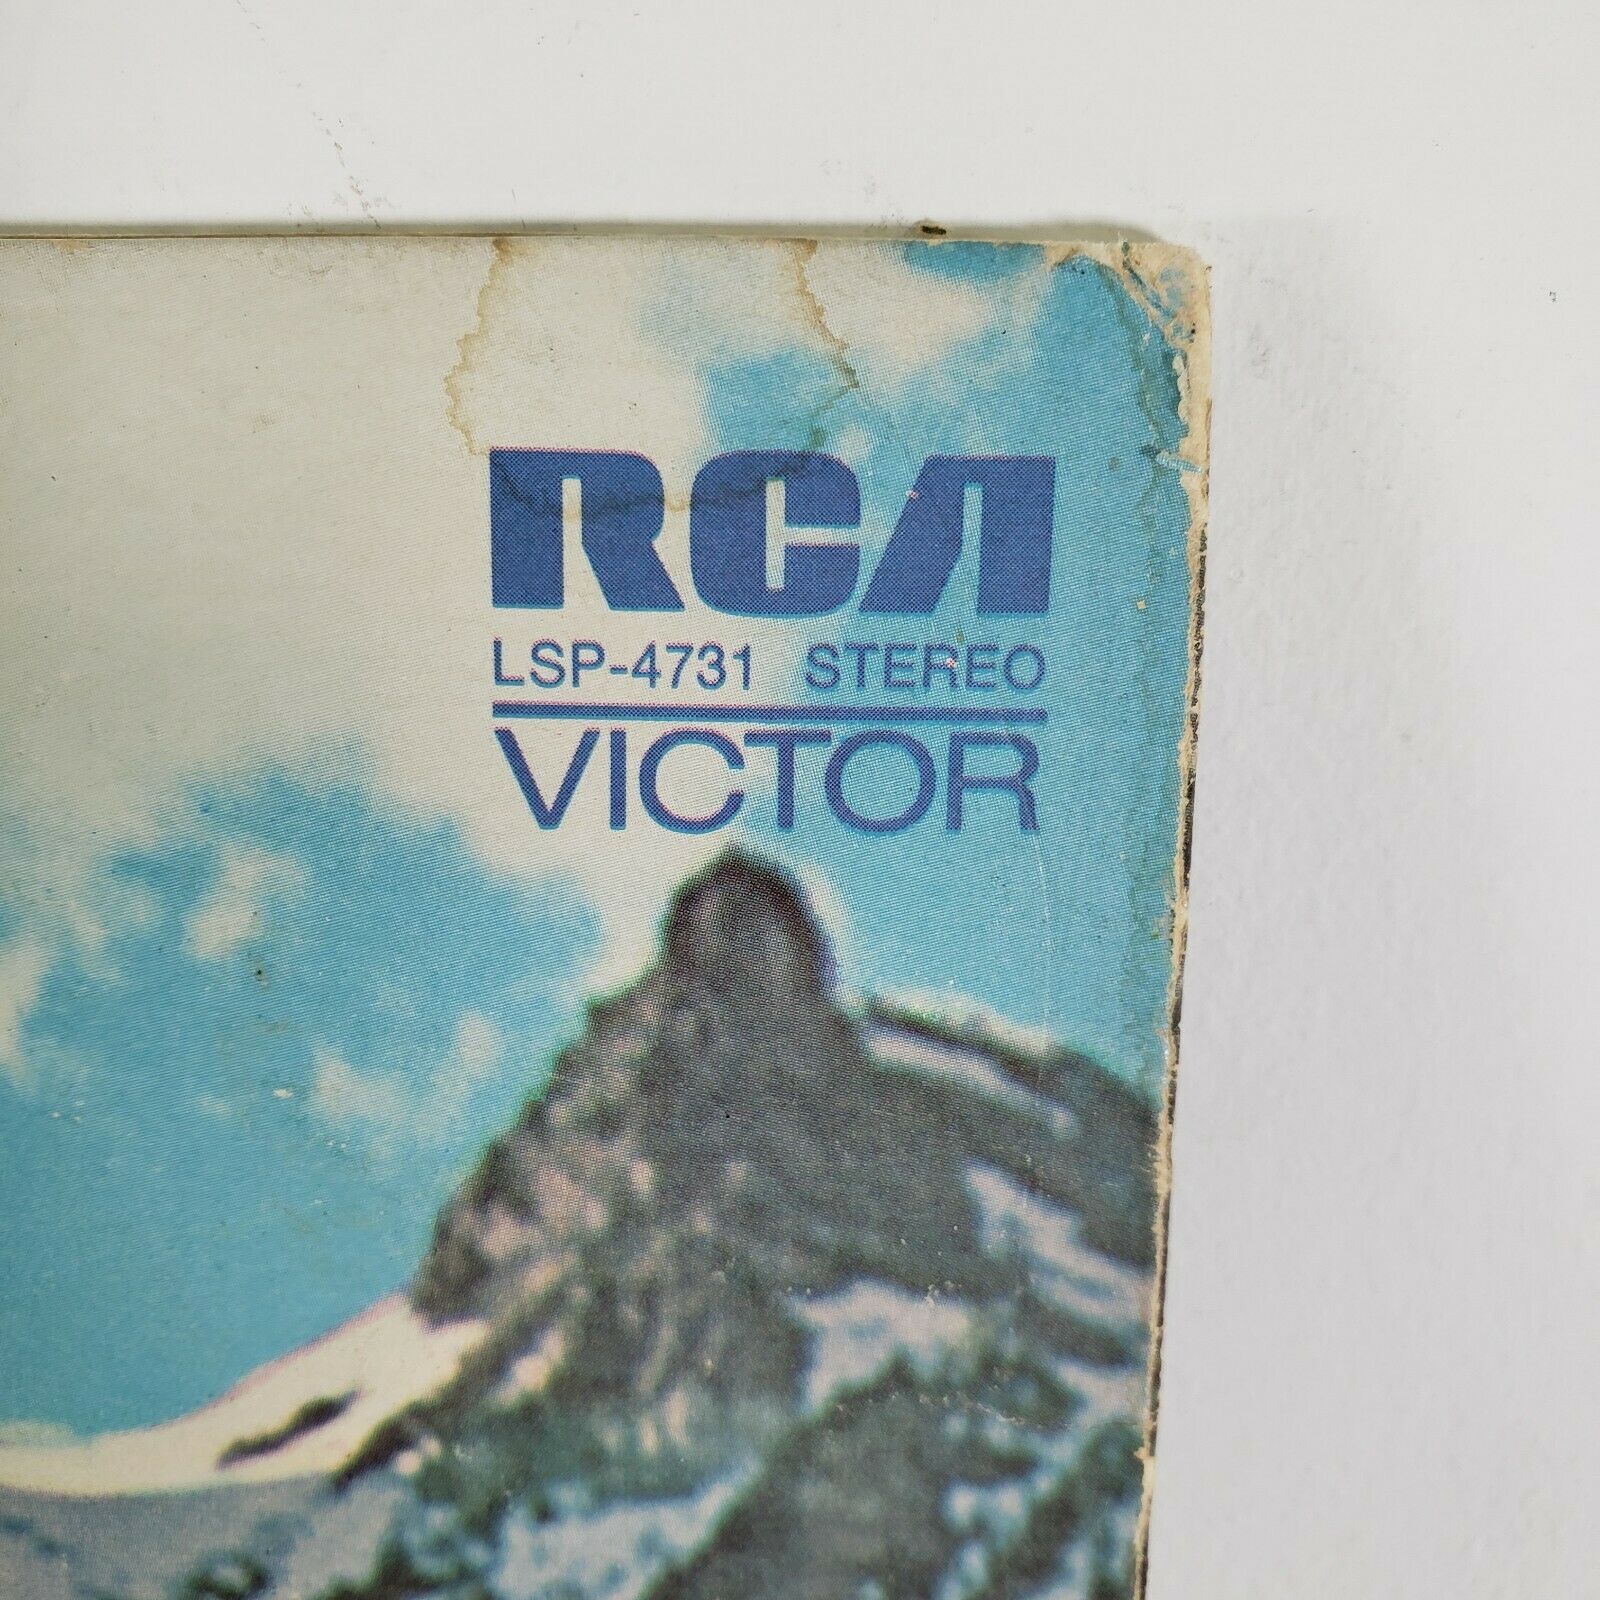 RCA
LSP-4731 STEREO
VICTOR